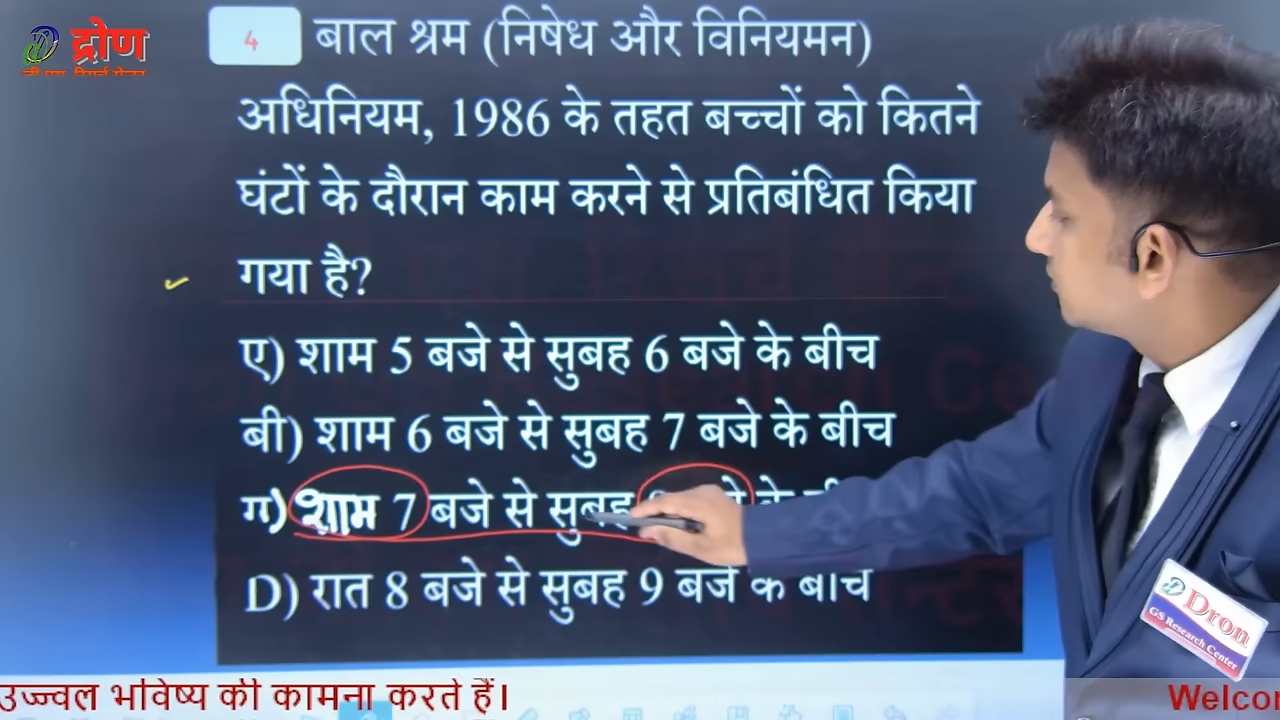 द्रोण
4 बाल श्रम (निषेध और विनियमन)
अधिनियम, 1986 के तहत बच्चों को कितने
घंटों के दौरान काम करने से प्रतिबंधित किया
गया है?
ए) शाम 5 बजे से सुबह 6 बजे के बीच
बी) शाम 6 बजे से सुबह 7 बजे के बीच
ग) शाम 7 बजे से सुबह के
D) रात 8 बजे से सुबह 9 बजे के बीच
Dron
GS Research Center
उज्ज्वल भविष्य की कामना करते हैं।
Welcom